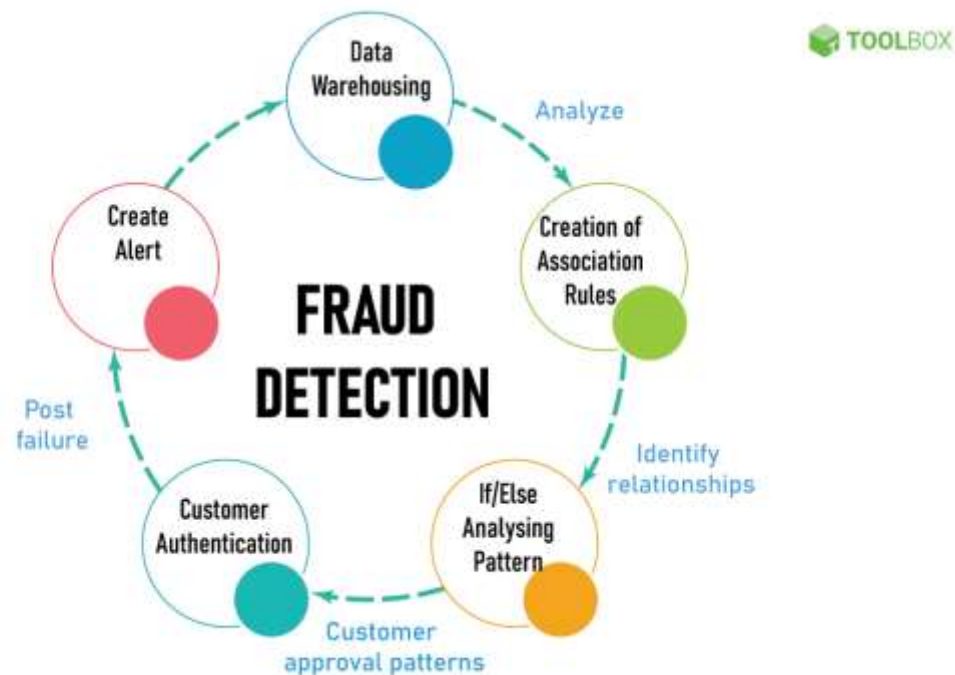 TOOLBOX
Data
Warehousing
Analyze
Creation of
Association
Rules
Identify
relationships
If/Else
Analysing
Pattern
Customer
approval patterns
Customer
Authentication
Post
failure
Create
Alert
FRAUD
DETECTION